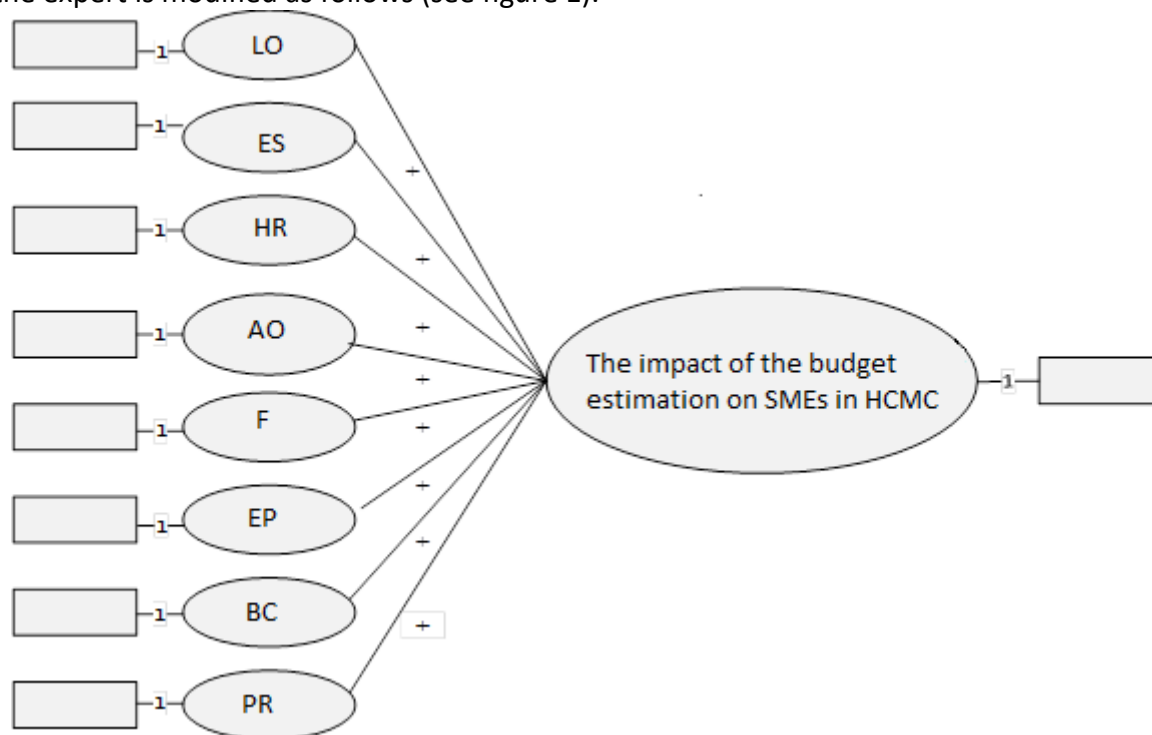 the expert is modified as follows (see figure 1).
1 LO
1 ES
+
1 HR
+
+
1 AO
+
The impact of the budget
estimation on SMEs in HCMC
1
1 F
+
+
1 EP
+
1 BC
+
1 PR